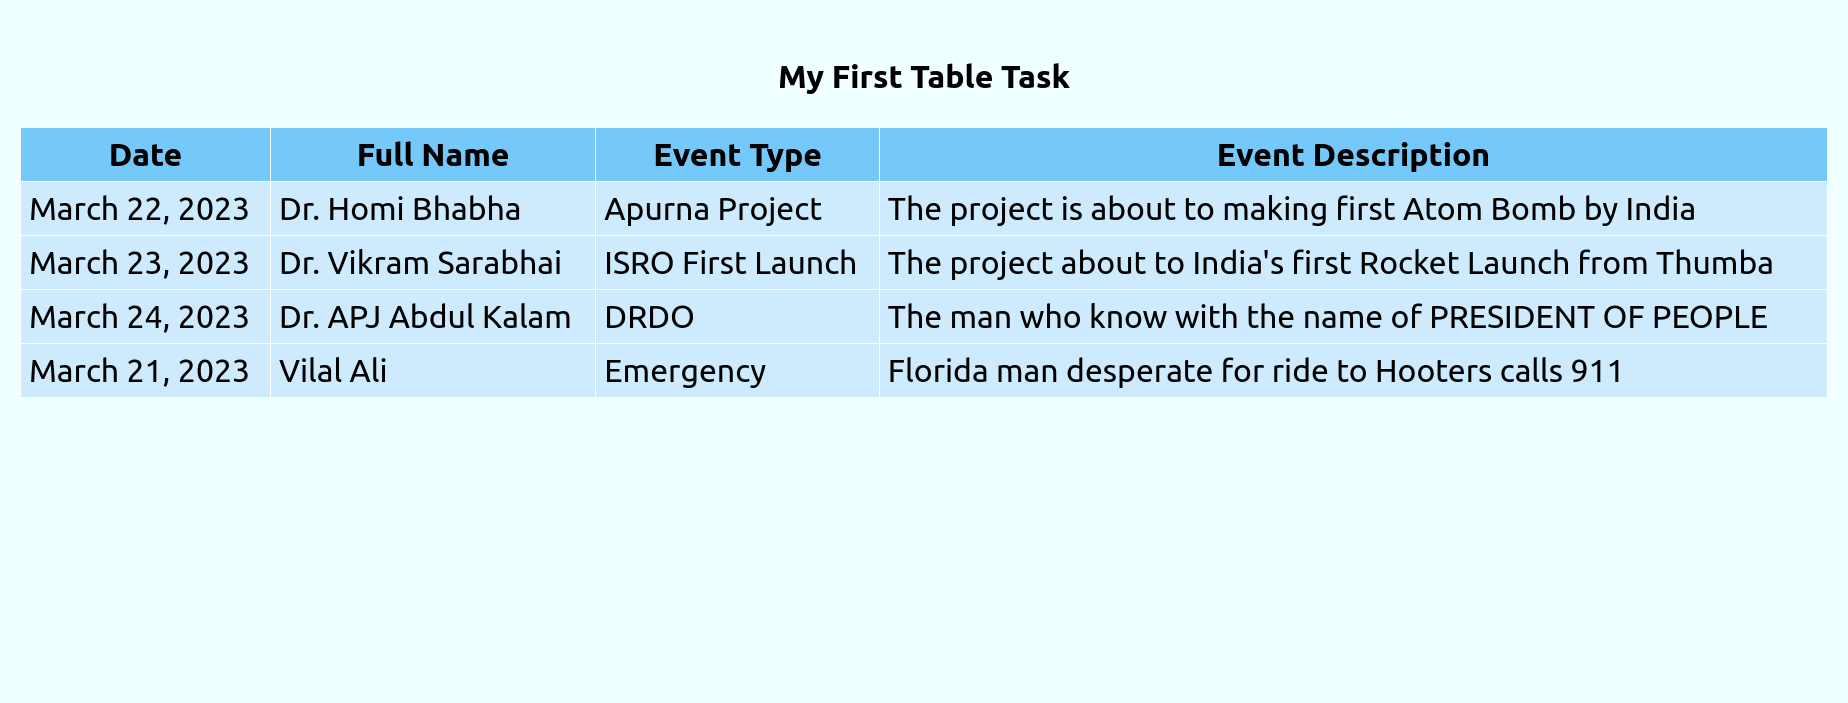 My First Table Task
Date Full Name Event Type Event Description
March 22, 2023 Dr. Homi Bhabha Apurna Project The project is about to making first Atom Bomb by India
March 23, 2023 Dr. Vikram Sarabhai ISRO First Launch The project about to India's first Rocket Launch from Thumba
March 24, 2023 Dr. APJ Abdul Kalam DRDO The man who know with the name of PRESIDENT OF PEOPLE
March 21, 2023 Vilal Ali Emergency Florida man desperate for ride to Hooters calls 911